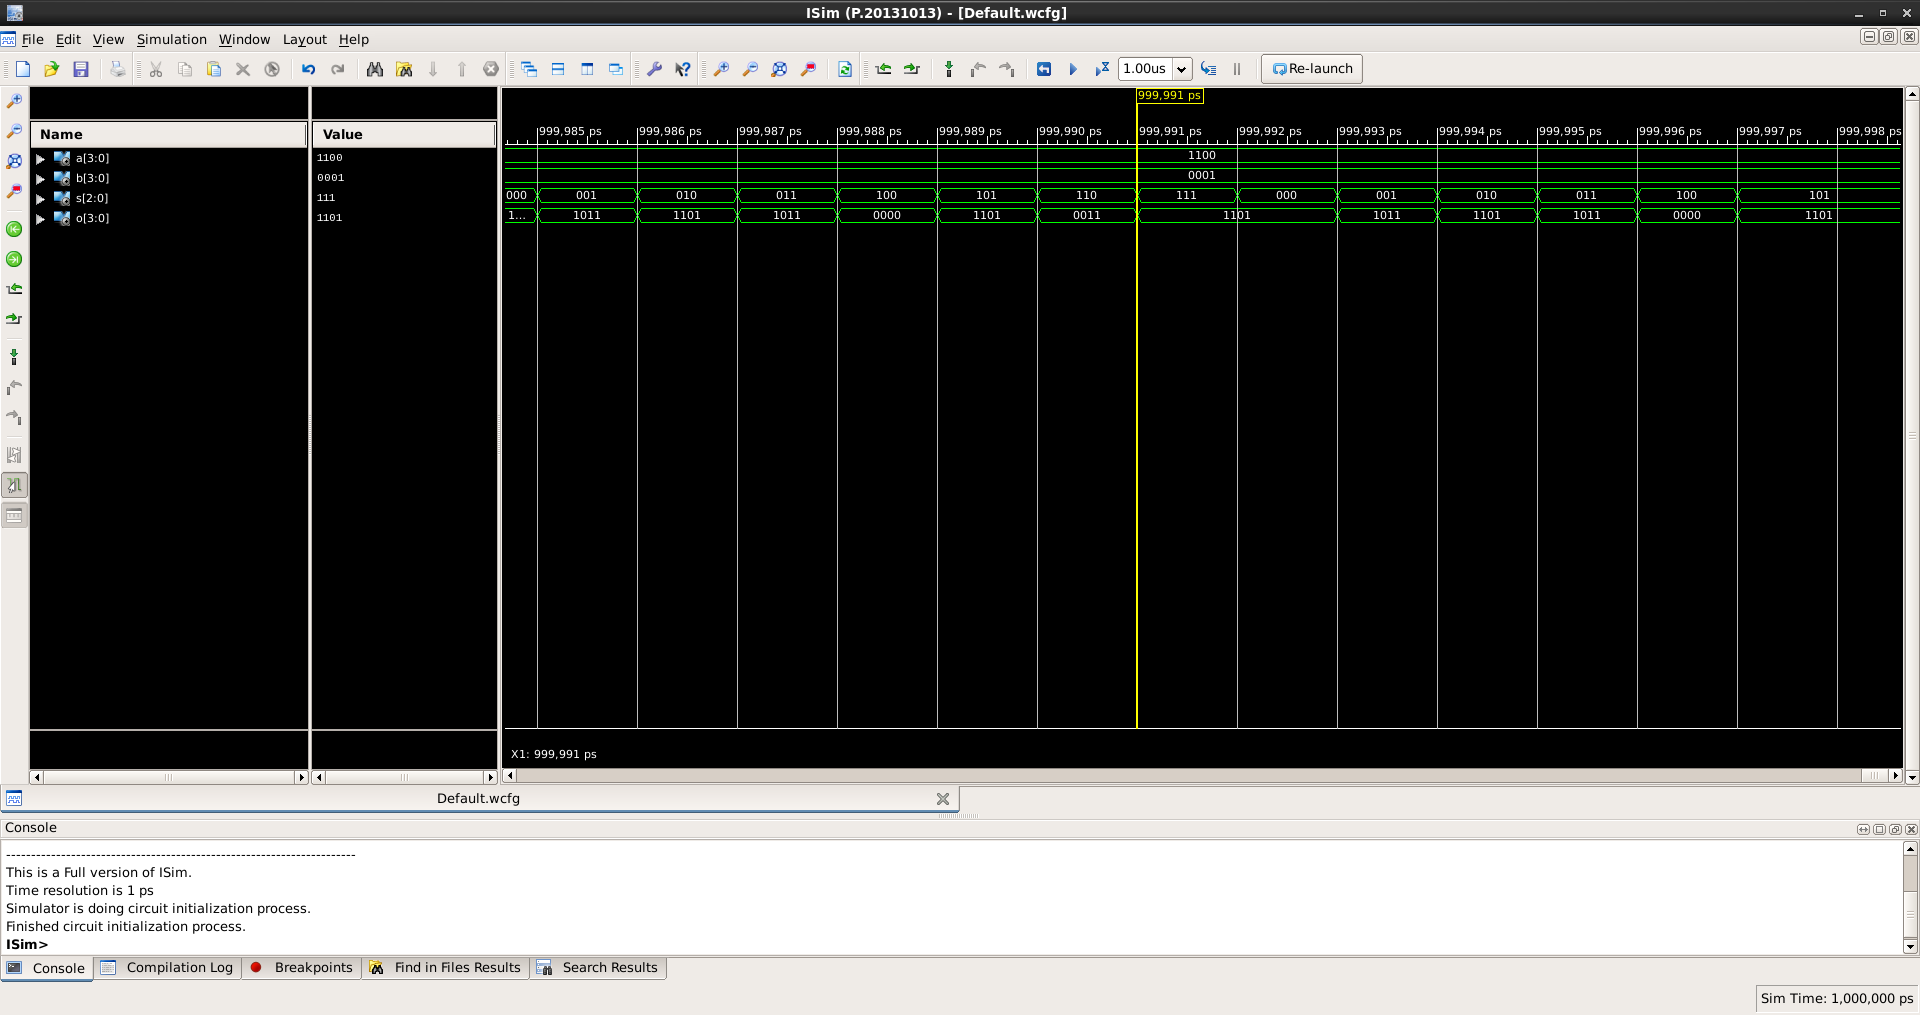 ISim (P.20131013) - [Default.wcfg]
File Edit View Simulation Window Layout Help
1.00us Re-launch
999,991 ps
999,985 ps 999,986 ps 999,987 ps 999,988 ps 999,989 ps 999,990 ps 999,991 ps 999,992 ps 999,993 ps 999,994 ps 999,995 ps 999,996 ps 999,997 ps 999,998 ps
Name Value
a[3:0] 1100 1100
b[3:0] 0001 0001
s[2:0] 111 000 001 010 011 100 101 110 111 000 001 010 011 100 101
o[3:0] 1101 1... 1011 1101 1011 0000 1101 0011 1101 1011 1101 1011 0000 1101
X1: 999,991 ps
Default.wcfg
Console
------------------------------------------------------------------------
This is a Full version of ISim.
Time resolution is 1 ps
Simulator is doing circuit initialization process.
Finished circuit initialization process.
ISim>
Console Compilation Log Breakpoints Find in Files Results Search Results
Sim Time: 1,000,000 ps